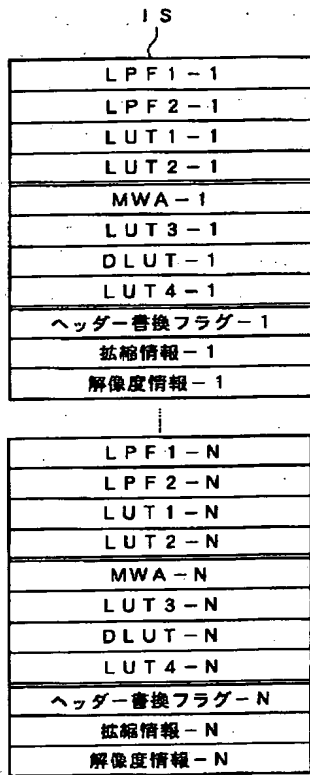 IS
LPF1-1
LPF2-1
LUT1-1
LUT2-1
MWA-1
LUT3-1
DLUT-1
LUT4-1
ヘッダー書換フラグ-1
拡縮情報-1
解像度情報-1
LPF1-N
LPF2-N
LUT1-N
LUT2-N
MWA-N
LUT3-N
DLUT-N
LUT4-N
ヘッダー書換フラグ-N
拡縮情報-N
解像度情報-N